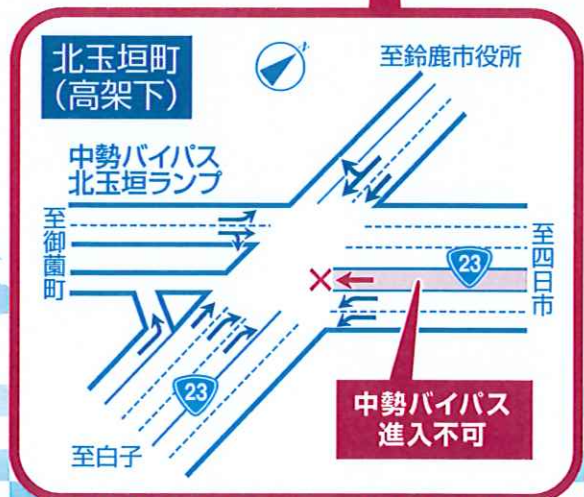 北玉垣町
(高架下)
至鈴鹿市役所
中勢バイパス
北玉垣ランプ
至御薗町
至四日市
23
23
中勢バイパス
進入不可
至白子